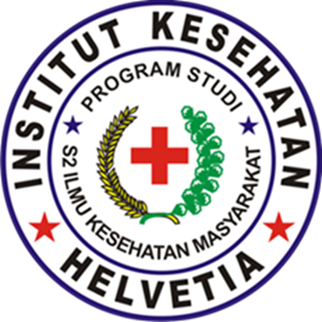 INSTITUT KESEHATAN
HELVETIA
PROGRAM STUDI
S2 ILMU KESEHATAN MASYARAKAT